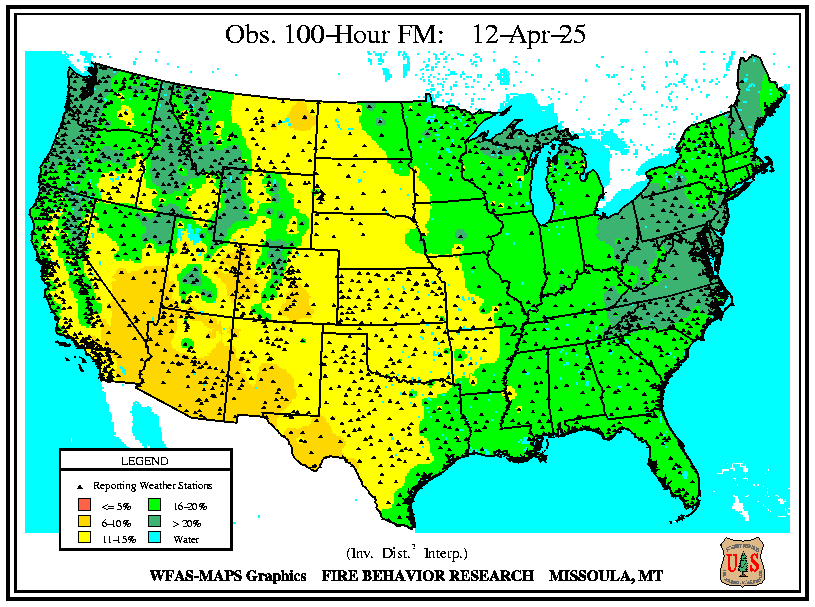 Obs. 100-Hour FM: 12-Apr-25
LEGEND
Reporting Weather Stations
<= 5% 16-20%
6-10% > 20%
11-15% Water
(Inv. Dist.² Interp.)
WFAS-MAPS Graphics FIRE BEHAVIOR RESEARCH MISSOULA, MT
U S